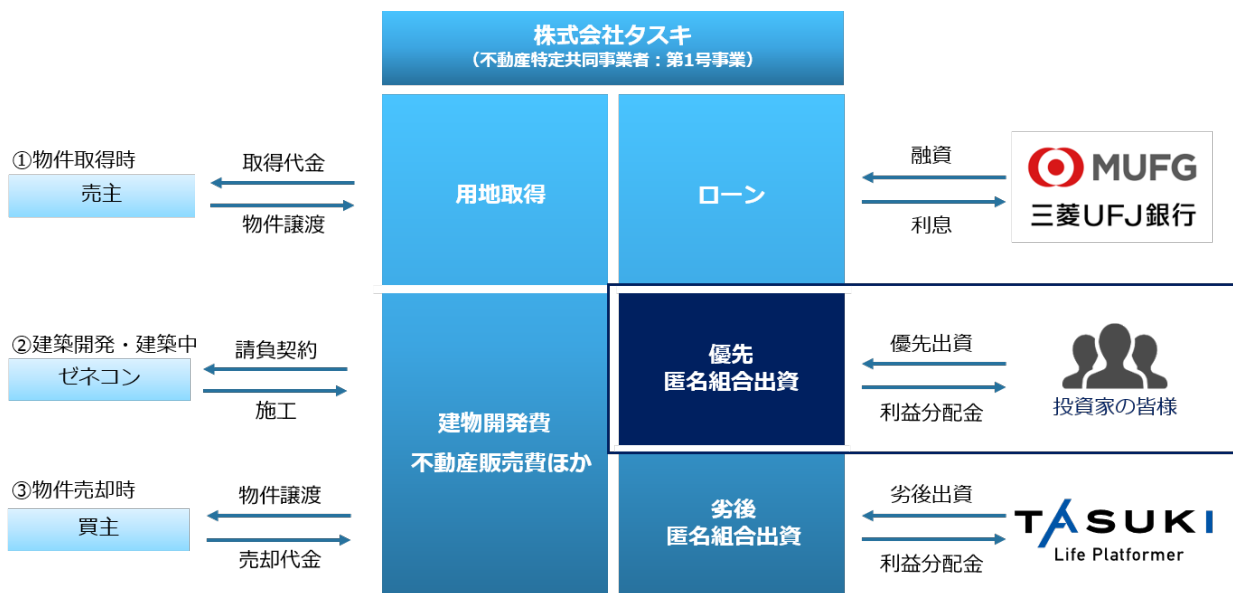 株式会社タスキ
（不動産特定共同事業者：第1号事業）
①物件取得時
売主
取得代金
物件譲渡
用地取得
ローン
融資
利息
MUFG
三菱UFJ銀行
②建築開発・建築中
ゼネコン
請負契約
施工
建物開発費
不動産販売費ほか
優先
匿名組合出資
優先出資
利益分配金
投資家の皆様
③物件売却時
買主
物件譲渡
売却代金
劣後
匿名組合出資
劣後出資
利益分配金
TASUKI
Life Platformer